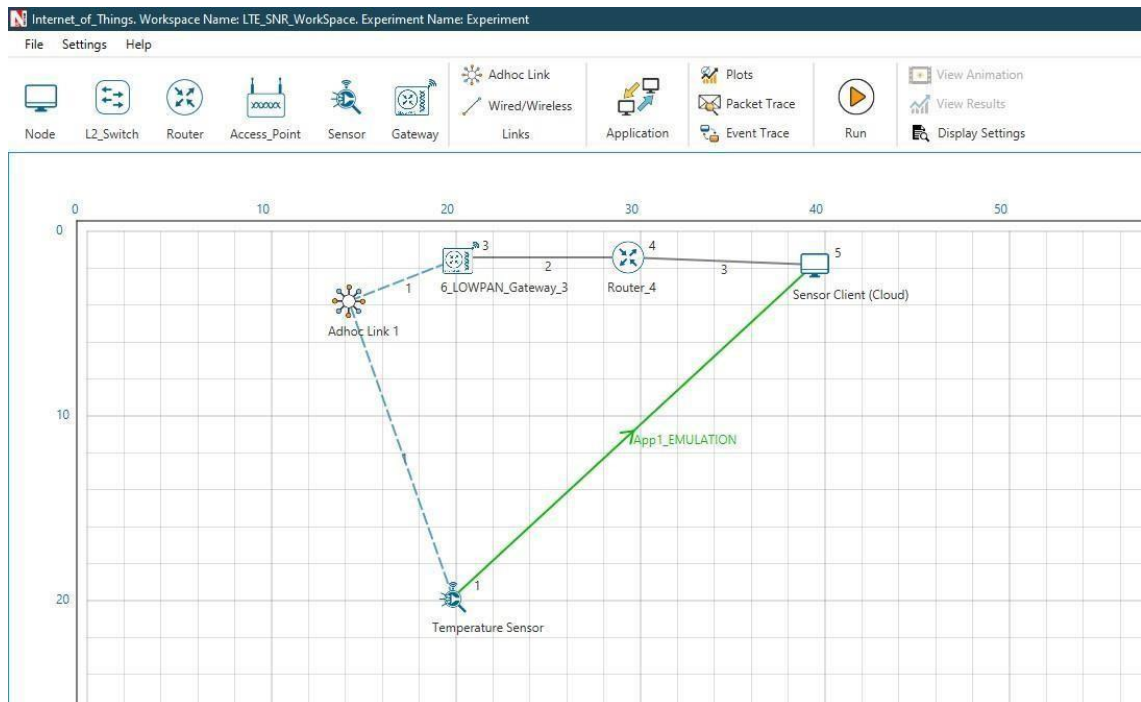 Internet_of_Things. Workspace Name: LTE_SNR_WorkSpace. Experiment Name: Experiment
File Settings Help
Adhoc Link Plots View Animation
Wired/Wireless Packet Trace View Results
Node L2_Switch Router Access_Point Sensor Gateway Links Application Event Trace Run Display Settings
0 10 20 30 40 50
0
3 4 5
1 2 3
6_LOWPAN_Gateway_3 Router_4 Sensor Client (Cloud)
Adhoc Link 1
10
App1_EMULATION
1
1
20
Temperature Sensor